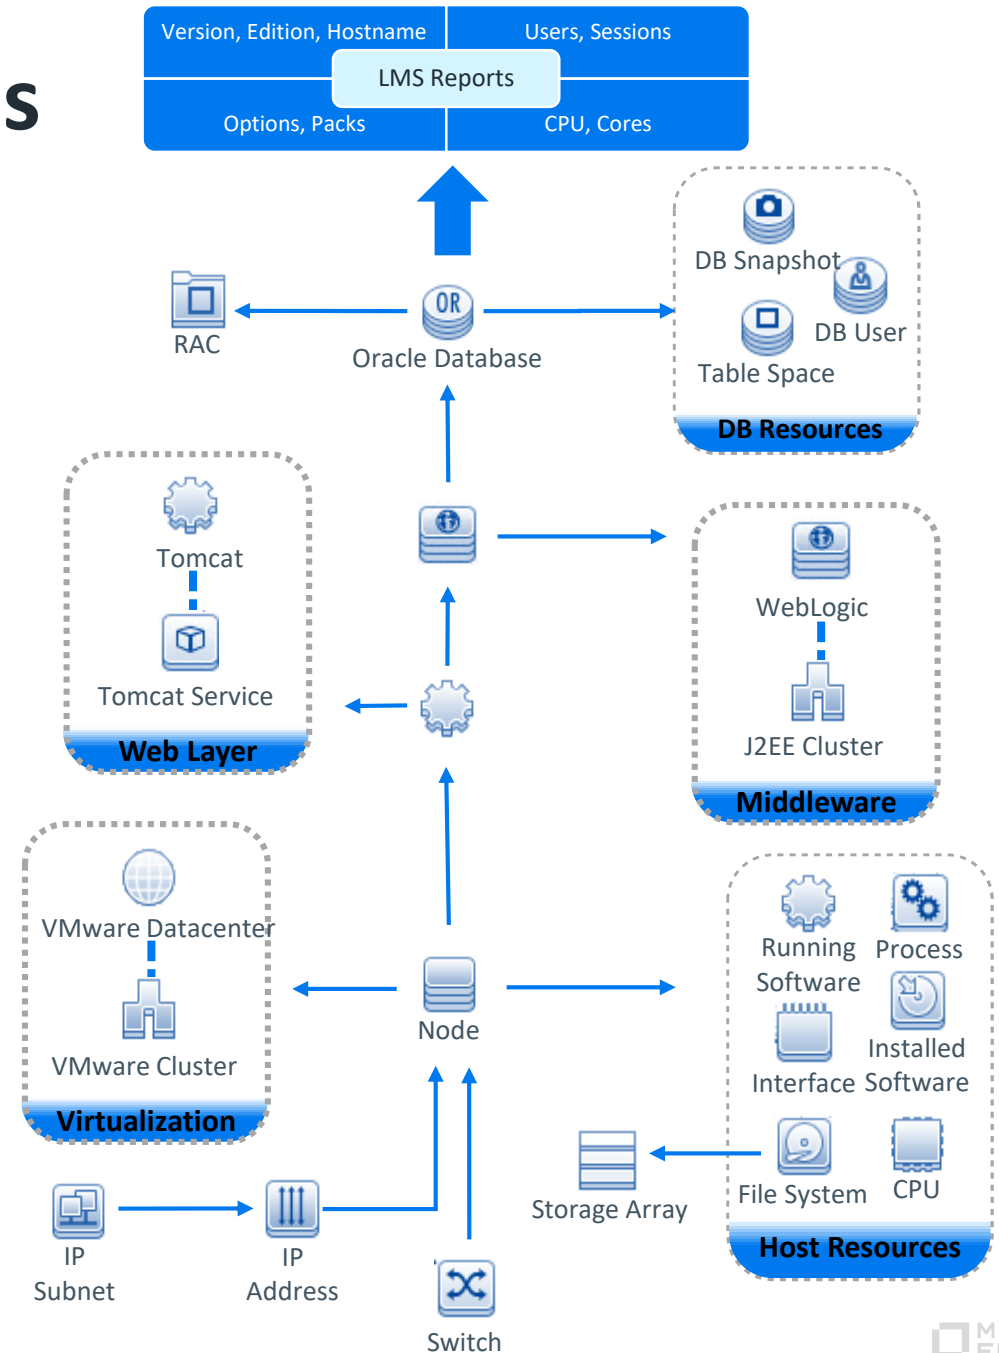 s
Version, Edition, Hostname
Users, Sessions
LMS Reports
Options, Packs
CPU, Cores
DB Snapshot
DB User
Table Space
DB Resources
RAC
OR
Oracle Database
Tomcat
Tomcat Service
Web Layer
WebLogic
J2EE Cluster
Middleware
VMware Datacenter
VMware Cluster
Virtualization
Node
Running
Software
Process
Interface
Installed
Software
File System
CPU
Host Resources
Storage Array
IP
Subnet
IP
Address
Switch